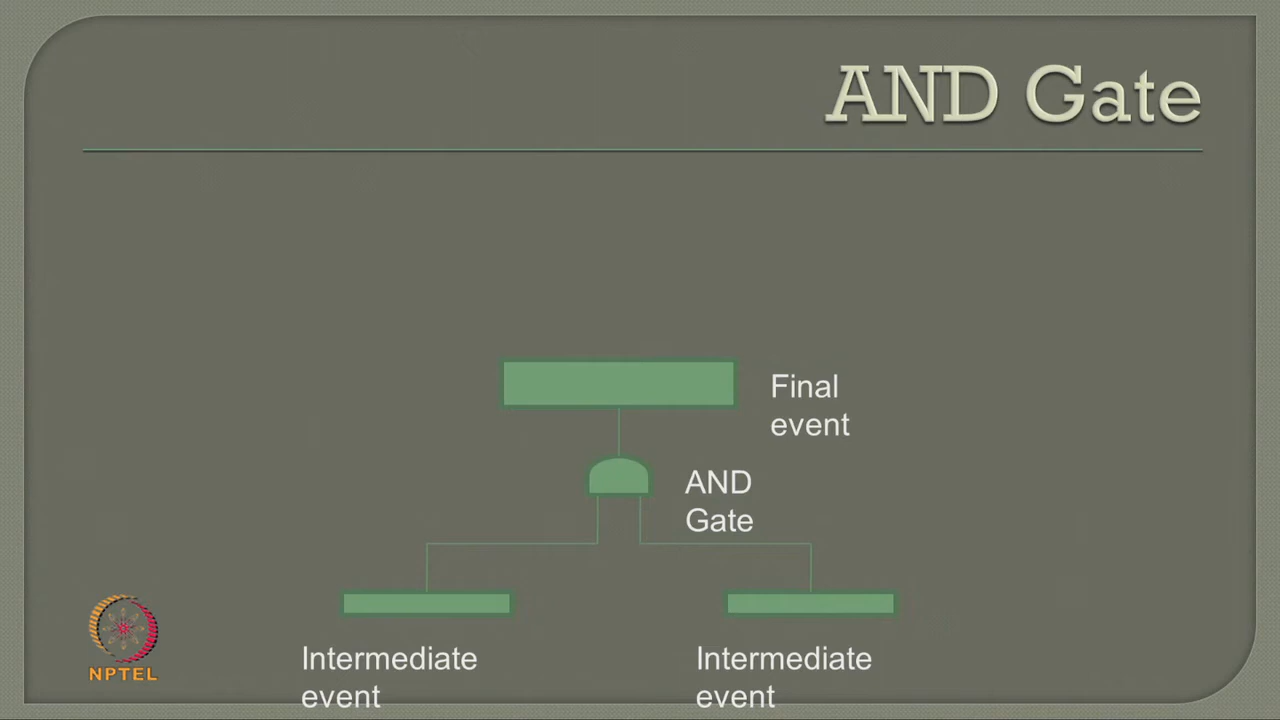 AND Gate
Final
event
AND
Gate
Intermediate
event
Intermediate
event
NPTEL